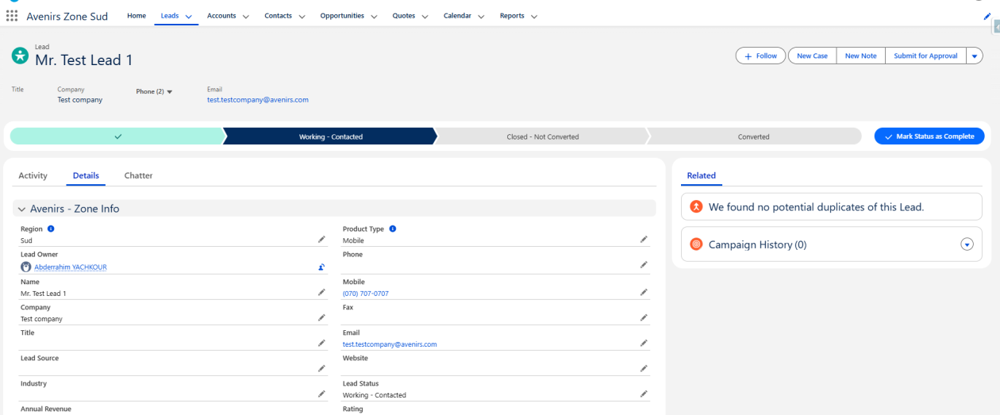 Avenirs Zone Sud
Home
Leads
Accounts
Contacts
Opportunities
Quotes
Calendar
Reports
Lead
Mr. Test Lead 1
Follow
New Case
New Note
Submit for Approval
Title
Company
Test company
Phone (2)
Email
test.testcompany@avenirs.com
Working - Contacted
Closed - Not Converted
Converted
Mark Status as Complete
Activity
Details
Chatter
Related
Avenirs - Zone Info
We found no potential duplicates of this Lead.
Campaign History (0)
Region
Sud
Product Type
Mobile
Lead Owner
Abderrahim YACHKOUR
Phone
Name
Mr. Test Lead 1
Mobile
(070) 707-0707
Company
Test company
Fax
Title
Email
test.testcompany@avenirs.com
Lead Source
Website
Industry
Lead Status
Working - Contacted
Annual Revenue
Rating